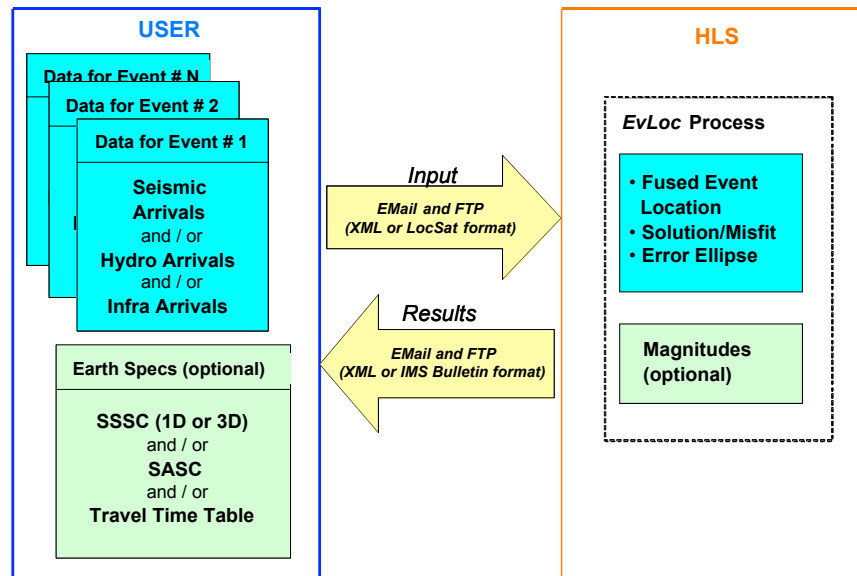 USER
Data for Event # N
Data for Event # 2
Data for Event # 1
Seismic
Arrivals
and / or
Hydro Arrivals
and / or
Infra Arrivals
Earth Specs (optional)
SSSC (1D or 3D)
and / or
SASC
and / or
Travel Time Table
Input
EMail and FTP
(XML or LocSat format)
Results
EMail and FTP
(XML or IMS Bulletin format)
HLS
EvLoc Process
• Fused Event
Location
• Solution/Misfit
• Error Ellipse
Magnitudes
(optional)